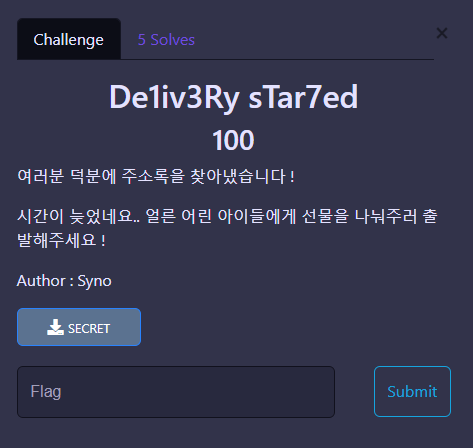 Challenge 5 Solves ×
De1iv3Ry sTar7ed
100
여러분 덕분에 주소록을 찾아냈습니다 !
시간이 늦었네요.. 얼른 어린 아이들에게 선물을 나눠주러 출
발해주세요 !
Author : Syno
SECRET
Flag Submit